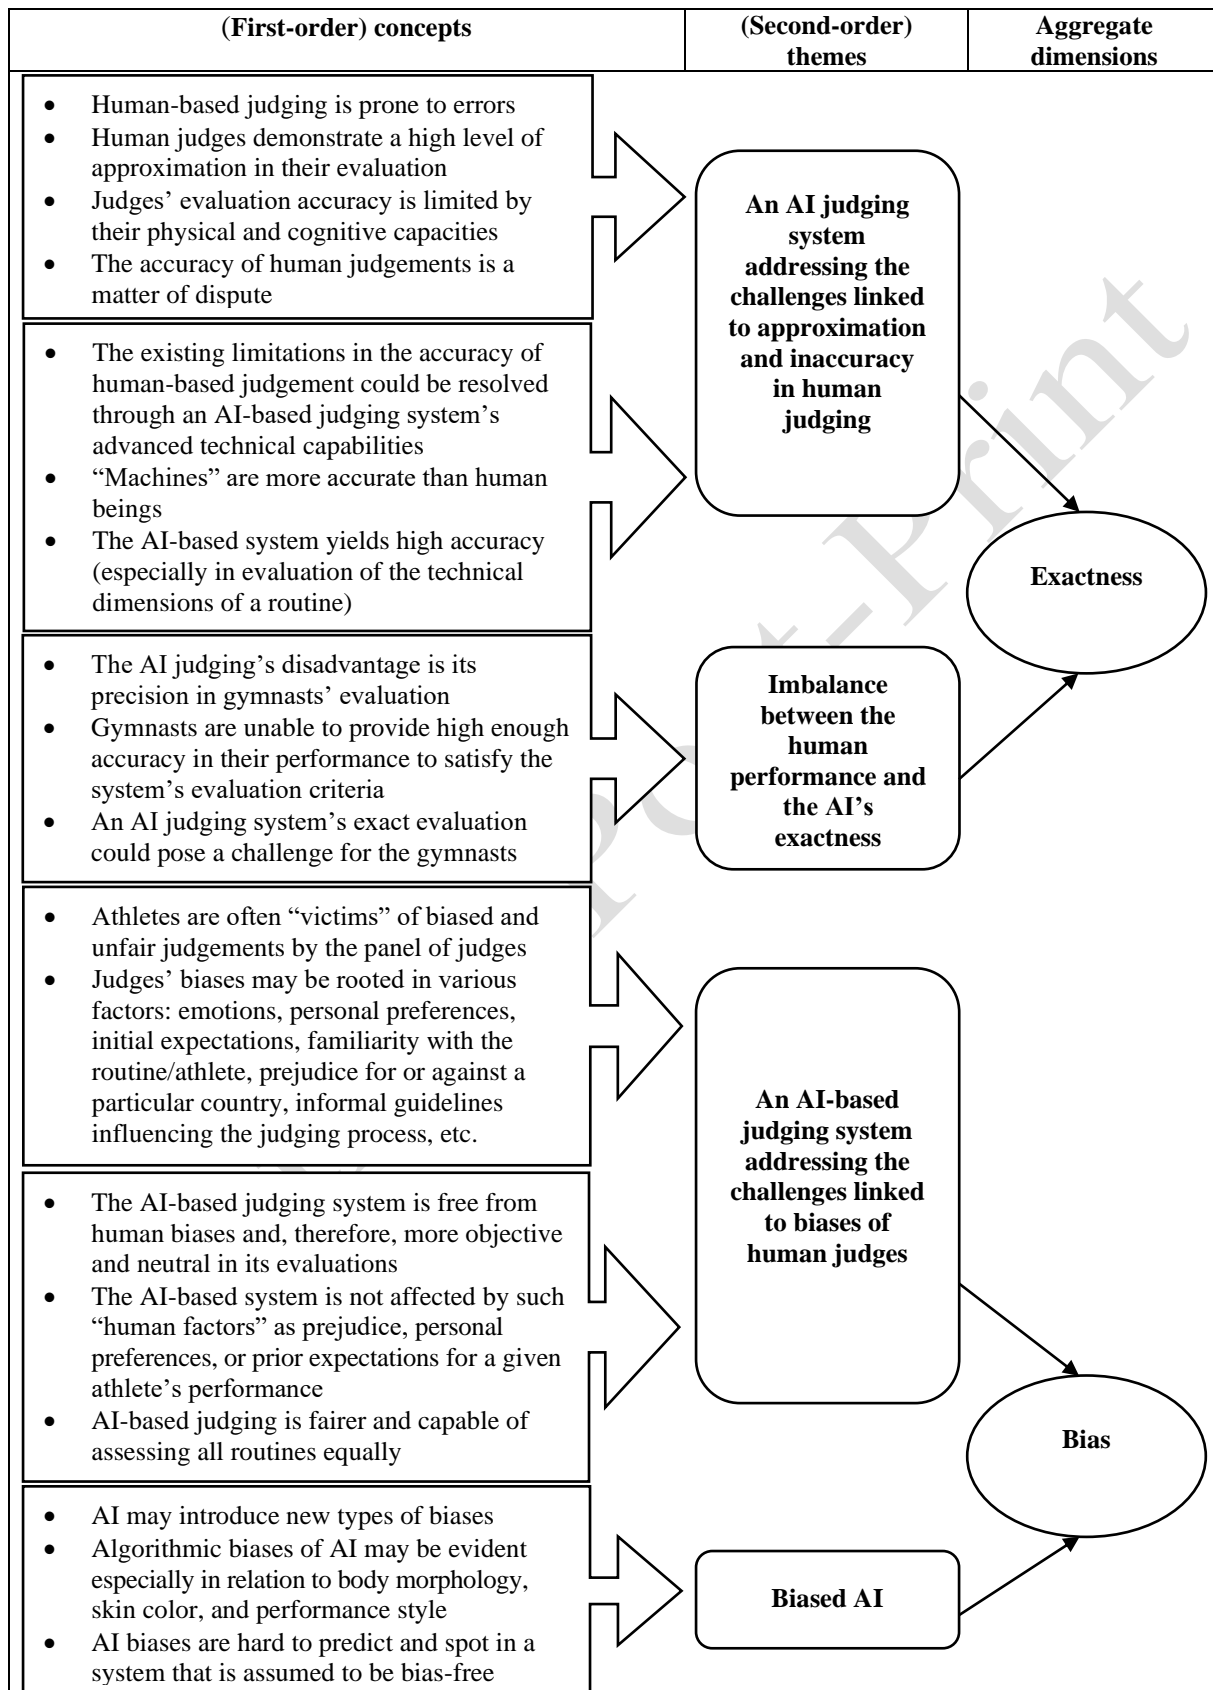 (First-order) concepts
(Second-order)
themes
Aggregate
dimensions
• Human-based judging is prone to errors
• Human judges demonstrate a high level of
approximation in their evaluation
• Judges’ evaluation accuracy is limited by
their physical and cognitive capacities
• The accuracy of human judgements is a
matter of dispute
An AI judging
system
addressing the
challenges linked
to approximation
and inaccuracy
in human
judging
• The existing limitations in the accuracy of
human-based judgement could be resolved
through an AI-based judging system’s
advanced technical capabilities
• “Machines” are more accurate than human
beings
• The AI-based system yields high accuracy
(especially in evaluation of the technical
dimensions of a routine)
Exactness
• The AI judging’s disadvantage is its
precision in gymnasts’ evaluation
• Gymnasts are unable to provide high enough
accuracy in their performance to satisfy the
system’s evaluation criteria
• An AI judging system’s exact evaluation
could pose a challenge for the gymnasts
Imbalance
between the
human
performance and
the AI’s
exactness
• Athletes are often “victims” of biased and
unfair judgements by the panel of judges
• Judges’ biases may be rooted in various
factors: emotions, personal preferences,
initial expectations, familiarity with the
routine/athlete, prejudice for or against a
particular country, informal guidelines
influencing the judging process, etc.
An AI-based
judging system
addressing the
challenges linked
to biases of
human judges
• The AI-based judging system is free from
human biases and, therefore, more objective
and neutral in its evaluations
• The AI-based system is not affected by such
“human factors” as prejudice, personal
preferences, or prior expectations for a given
athlete’s performance
• AI-based judging is fairer and capable of
assessing all routines equally
Bias
• AI may introduce new types of biases
• Algorithmic biases of AI may be evident
especially in relation to body morphology,
skin color, and performance style
• AI biases are hard to predict and spot in a
system that is assumed to be bias-free
Biased AI
Post-Print